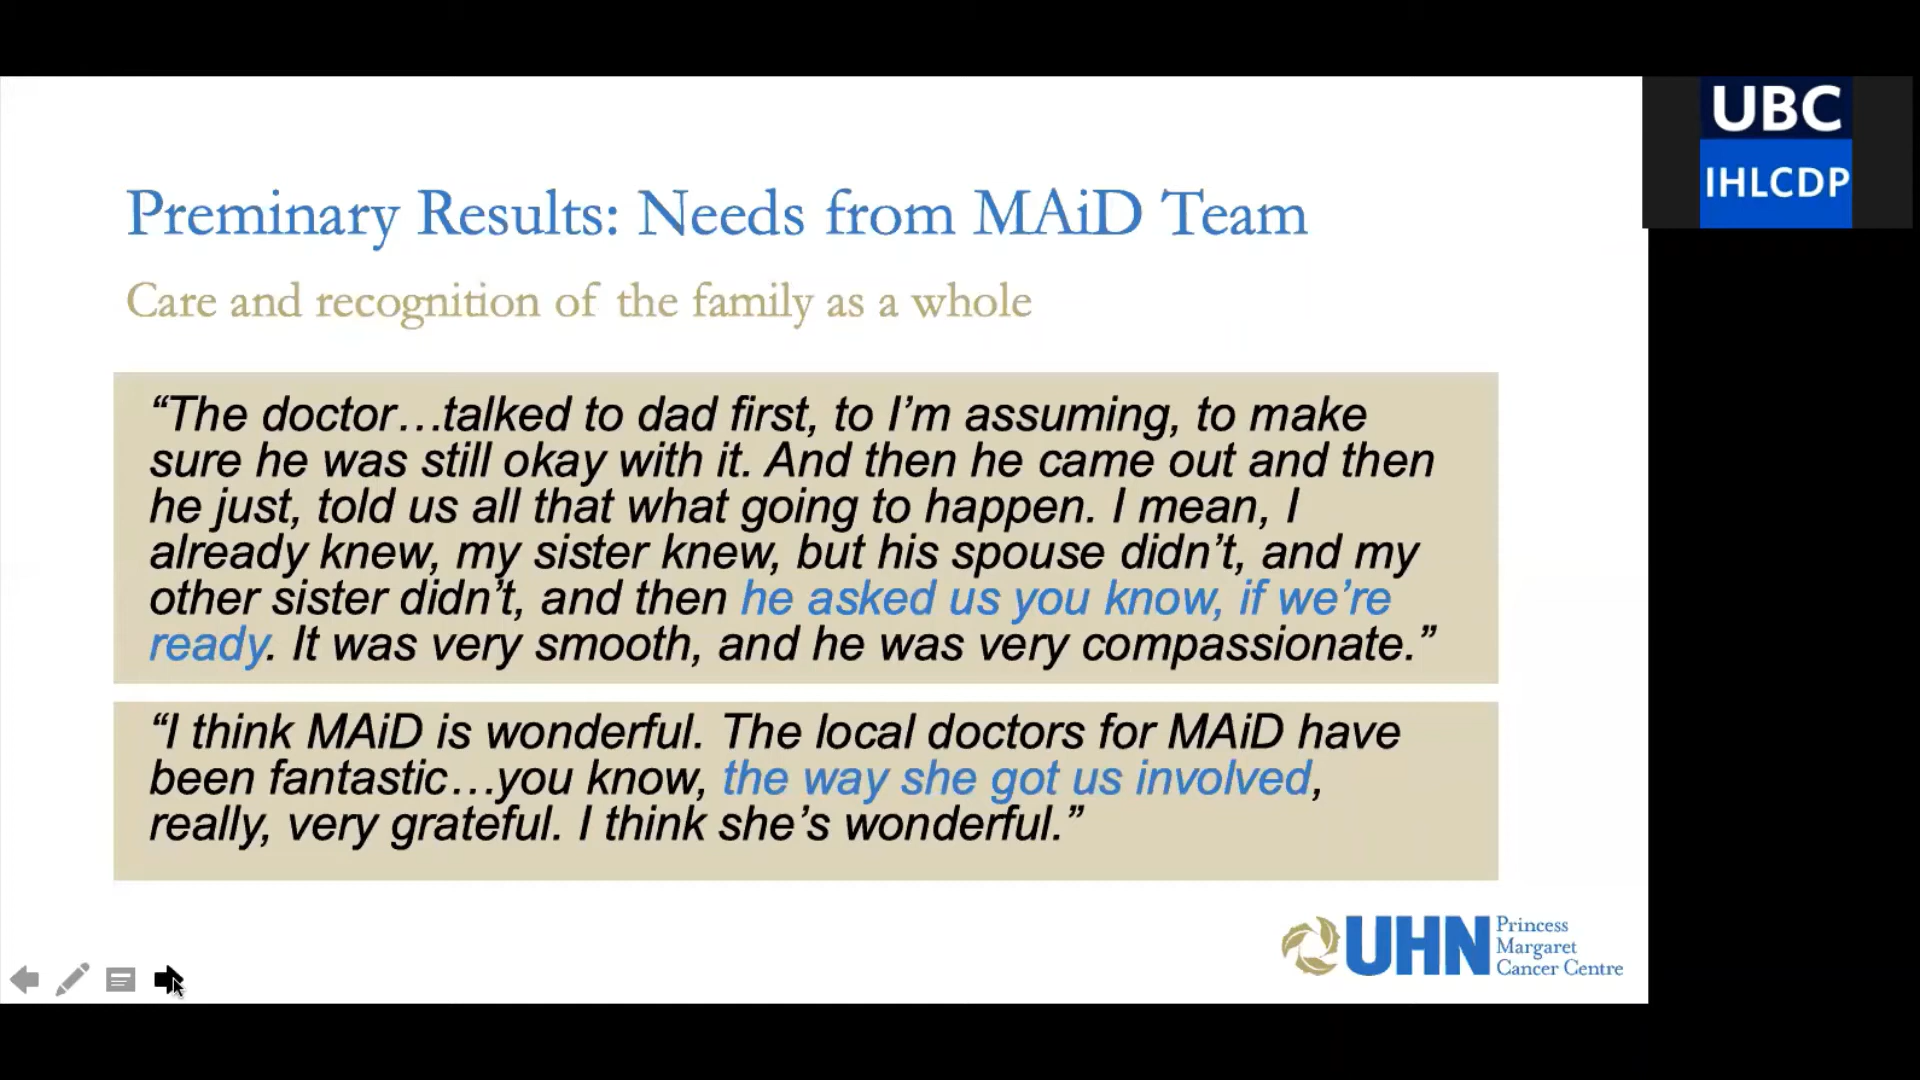 Preminary Results: Needs from MAiD Team
Care and recognition of the family as a whole
“The doctor…talked to dad first, to I’m assuming, to make
sure he was still okay with it. And then he came out and then
he just, told us all that what going to happen. I mean, I
already knew, my sister knew, but his spouse didn’t, and my
other sister didn’t, and then he asked us you know, if we’re
ready. It was very smooth, and he was very compassionate.”
“I think MAiD is wonderful. The local doctors for MAiD have
been fantastic…you know, the way she got us involved,
really, very grateful. I think she’s wonderful.”
UHN
Princess
Margaret
Cancer Centre
UBC
IHLCDP